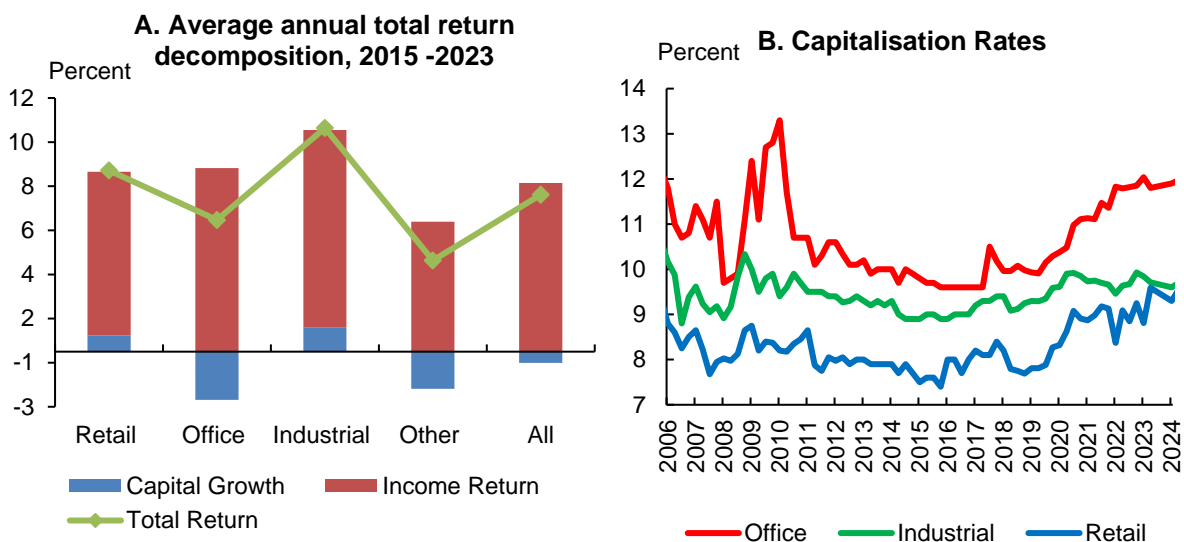 A. Average annual total return
decomposition, 2015 -2023
Percent
12
10
8
6
4
2
-1
-3
Retail
Office
Industrial
Other
All
Capital Growth
Income Return
Total Return
B. Capitalisation Rates
Percent
14
13
12
11
10
9
8
7
2006
2007
2008
2009
2010
2011
2012
2013
2014
2015
2016
2017
2018
2019
2020
2021
2022
2023
2024
Office
Industrial
Retail